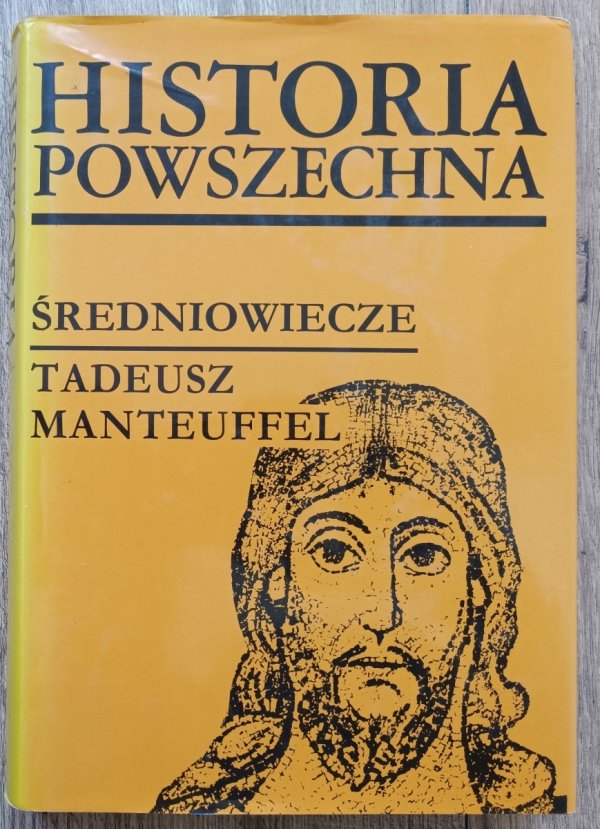 HISTORIA
POWSZECHNA
ŚREDNIOWIECZE
TADEUSZ
MANTEUFFEL